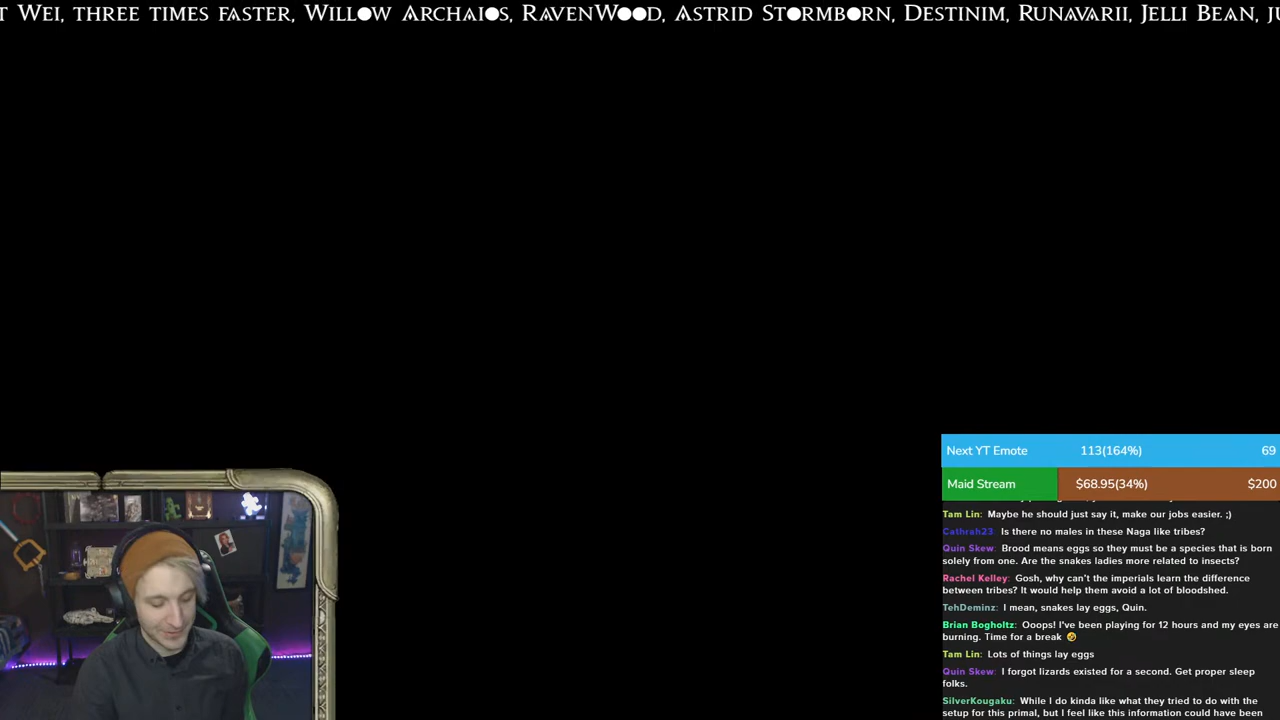 WEI, THREE TIMES FASTER, WILLOW ARCHAIOS, RAVENWOOD, ASTRID STORMBORN, DESTINIM, RUNAVARII, JELLI BEAN,
Next YT Emote 113(164%) 69
Maid Stream $68.95(34%) $200
Tam Lin: Maybe he should just say it, make our jobs easier. ;)
Cathrah23: Is there no males in these Naga like tribes?
Quin Skew: Brood means eggs so they must be a species that is born
solely from one. Are the snakes ladies more related to insects?
Rachel Kelley: Gosh, why can't the imperials learn the difference
between tribes? It would help them avoid a lot of bloodshed.
TehDeminz: I mean, snakes lay eggs, Quin.
Brian Bogholtz: Ooops! I've been playing for 12 hours and my eyes are
burning. Time for a break 🤣
Tam Lin: Lots of things lay eggs
Quin Skew: I forgot lizards existed for a second. Get proper sleep
folks.
SilverKougaku: While I do kinda like what they tried to do with the
setup for this primal, but I feel like this information could have been